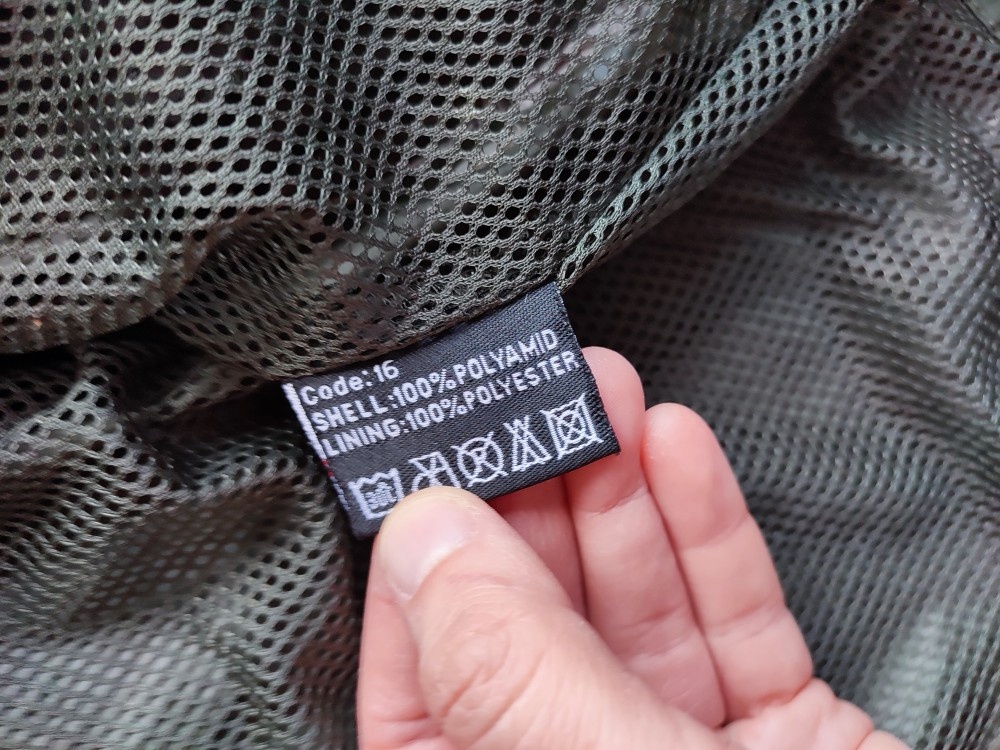 Code:16
SHELL:100%POLYAMID
LINING:100%POLYESTER